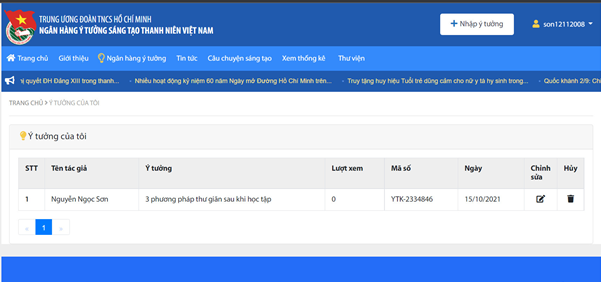 TRUNG ƯƠNG ĐOÀN TNCS HỒ CHÍ MINH
NGÂN HÀNG Ý TƯỞNG SÁNG TẠO THANH NIÊN VIỆT NAM
+ Nhập ý tưởng
son12112008
Trang chủ Giới thiệu Ngân hàng ý tưởng Tin tức Câu chuyện sáng tạo Xem thống kê Thư viện
ị quyết ĐH Đảng XIII trong thanh... • Nhiều hoạt động kỷ niệm 60 năm Ngày mở Đường Hồ Chí Minh trên... • Truy tặng huy hiệu Tuổi trẻ dũng cảm cho nữ y tá hy sinh trong... • Quốc khánh 2/9:
TRANG CHỦ > Ý TƯỞNG CỦA TÔI
Ý tưởng của tôi
STT Tên tác giả Ý tưởng Lượt xem Mã số Ngày Chỉnh sửa Hủy
1 Nguyễn Ngọc Sơn 3 phương pháp thư giãn sau khi học tập 0 YTK-2334846 15/10/2021
« 1 »